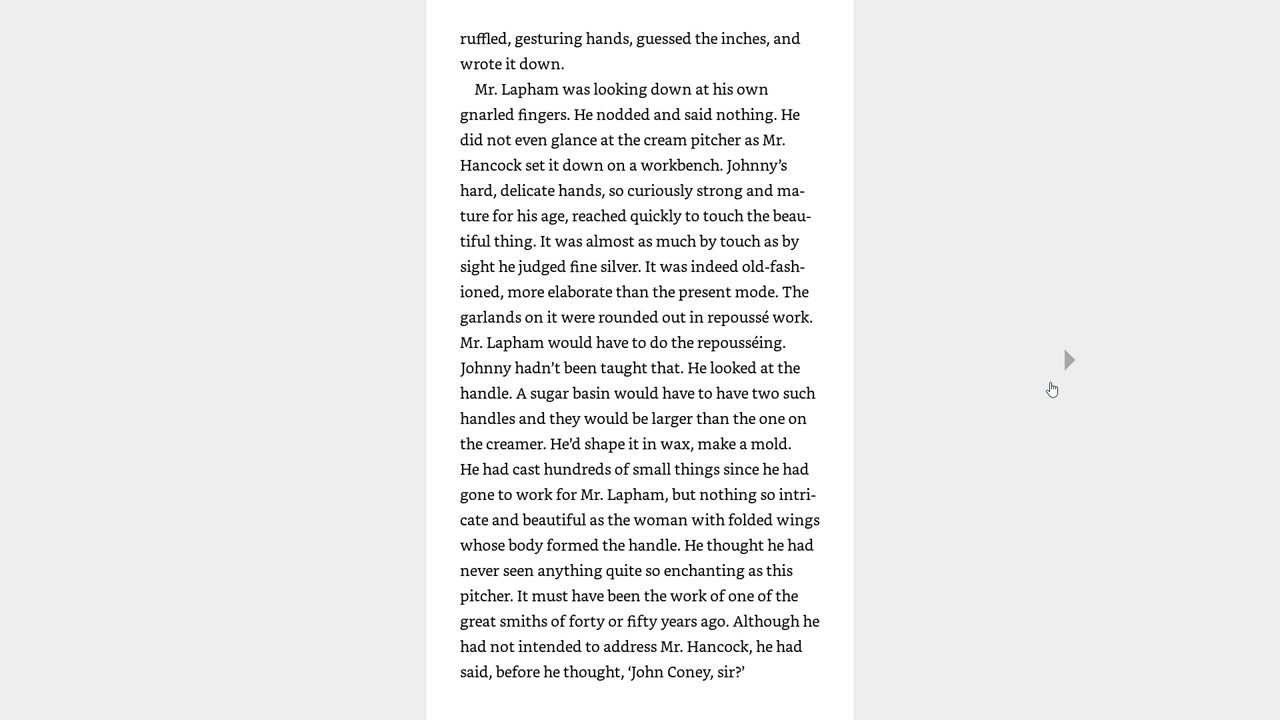 ruffled, gesturing hands, guessed the inches, and
wrote it down.
Mr. Lapham was looking down at his own
gnarled fingers. He nodded and said nothing. He
did not even glance at the cream pitcher as Mr.
Hancock set it down on a workbench. Johnny’s
hard, delicate hands, so curiously strong and ma-
ture for his age, reached quickly to touch the beau-
tiful thing. It was almost as much by touch as by
sight he judged fine silver. It was indeed old-fash-
ioned, more elaborate than the present mode. The
garlands on it were rounded out in repoussé work.
Mr. Lapham would have to do the repousséing.
Johnny hadn’t been taught that. He looked at the
handle. A sugar basin would have to have two such
handles and they would be larger than the one on
the creamer. He’d shape it in wax, make a mold.
He had cast hundreds of small things since he had
gone to work for Mr. Lapham, but nothing so intri-
cate and beautiful as the woman with folded wings
whose body formed the handle. He thought he had
never seen anything quite so enchanting as this
pitcher. It must have been the work of one of the
great smiths of forty or fifty years ago. Although he
had not intended to address Mr. Hancock, he had
said, before he thought, ‘John Coney, sir?’